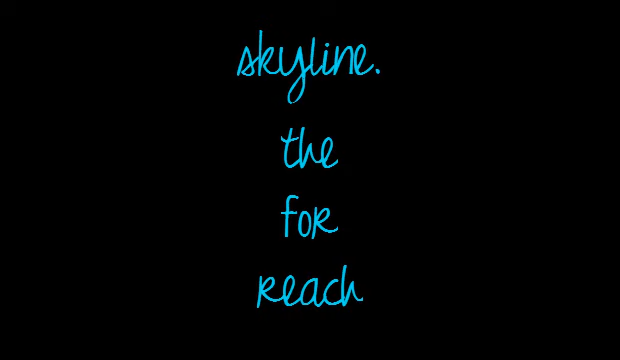 skyline.
the
for
reach